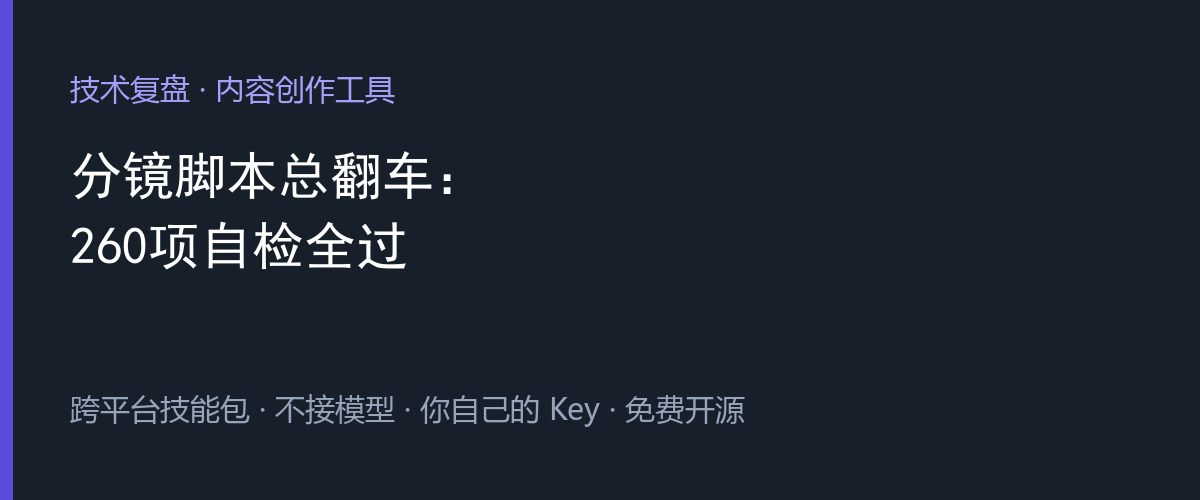 技术复盘 · 内容创作工具
分镜脚本总翻车：
260项自检全过
跨平台技能包 · 不接模型 · 你自己的 Key · 免费开源